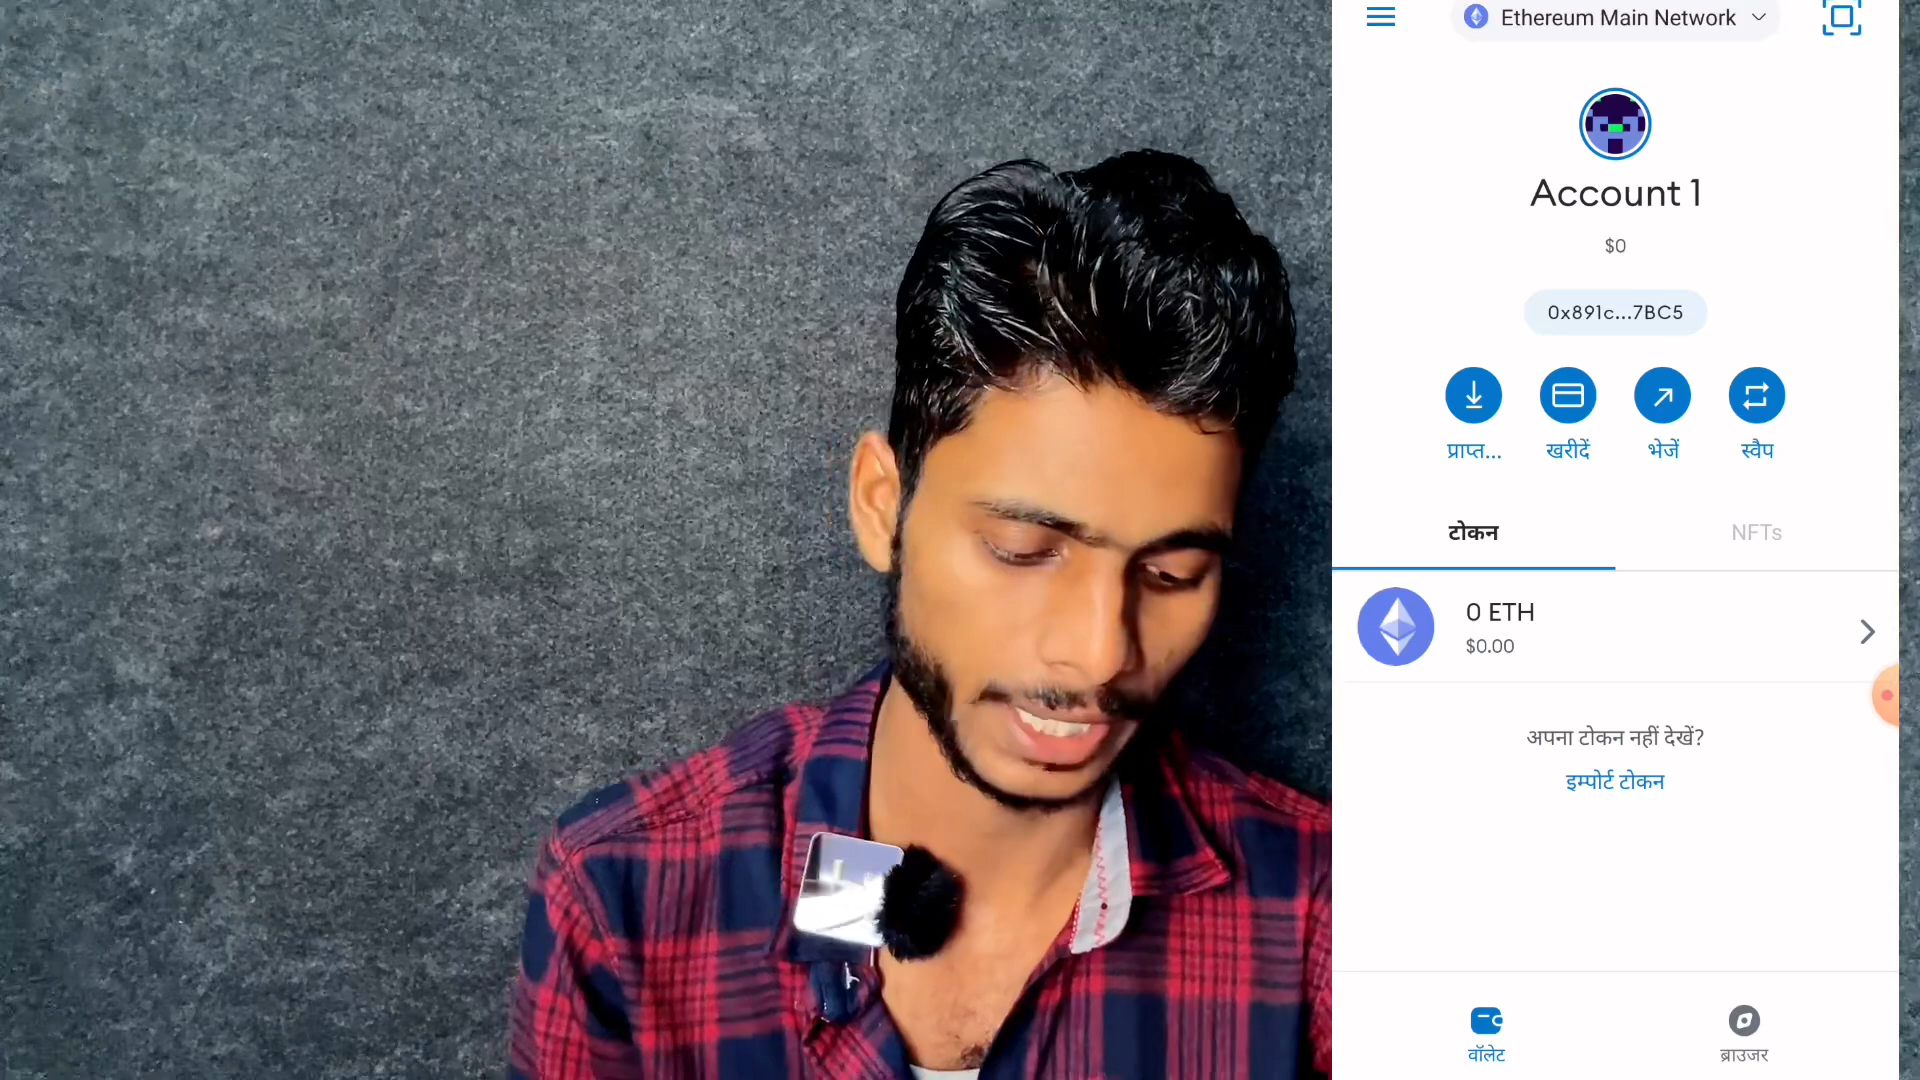 Ethereum Main Network
Account 1
$0
0x891c...7BC5
प्राप्त... खरीदें भेजें स्वैप
टोकन NFTs
0 ETH
$0.00
अपना टोकन नहीं देखें?
इम्पोर्ट टोकन
वॉलेट ब्राउजर